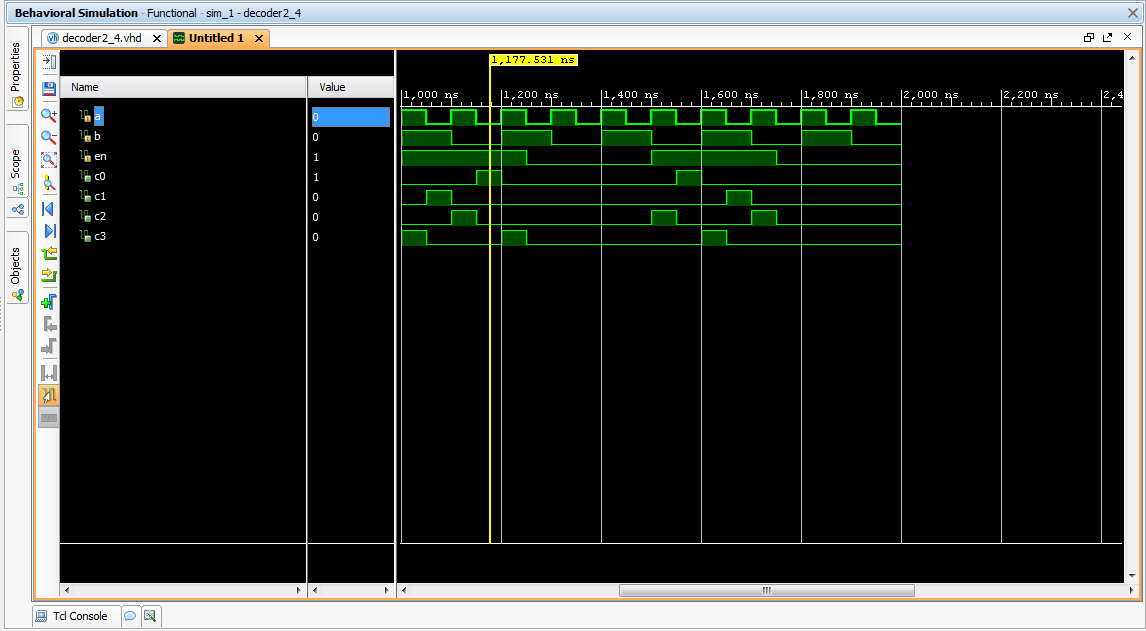 Behavioral Simulation - Functional - sim_1 - decoder2_4
Properties
Scope
Objects
decoder2_4.vhd
Untitled 1
Name Value
1,177.531 ns
1,000 ns 1,200 ns 1,400 ns 1,600 ns 1,800 ns 2,000 ns 2,200 ns 2,4
a 0
b 0
en 1
c0 1
c1 0
c2 0
c3 0
Tcl Console